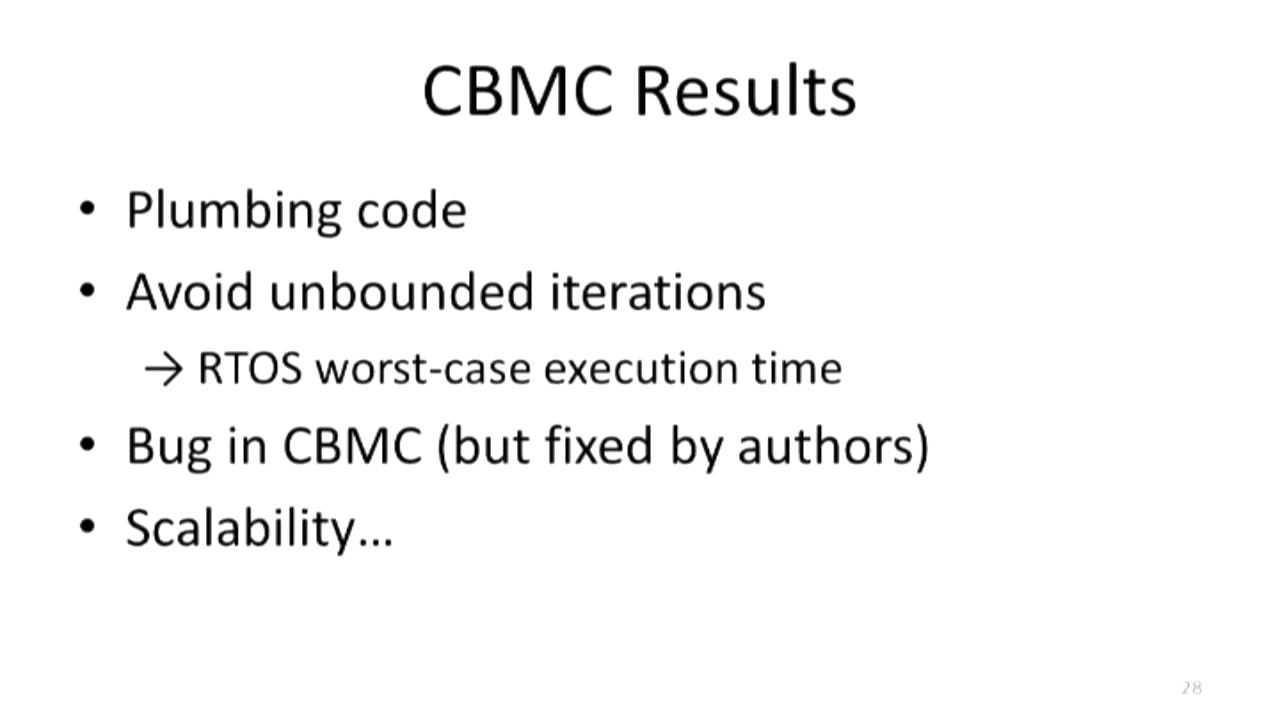 CBMC Results
• Plumbing code
• Avoid unbounded iterations
→ RTOS worst-case execution time
• Bug in CBMC (but fixed by authors)
• Scalability...
28